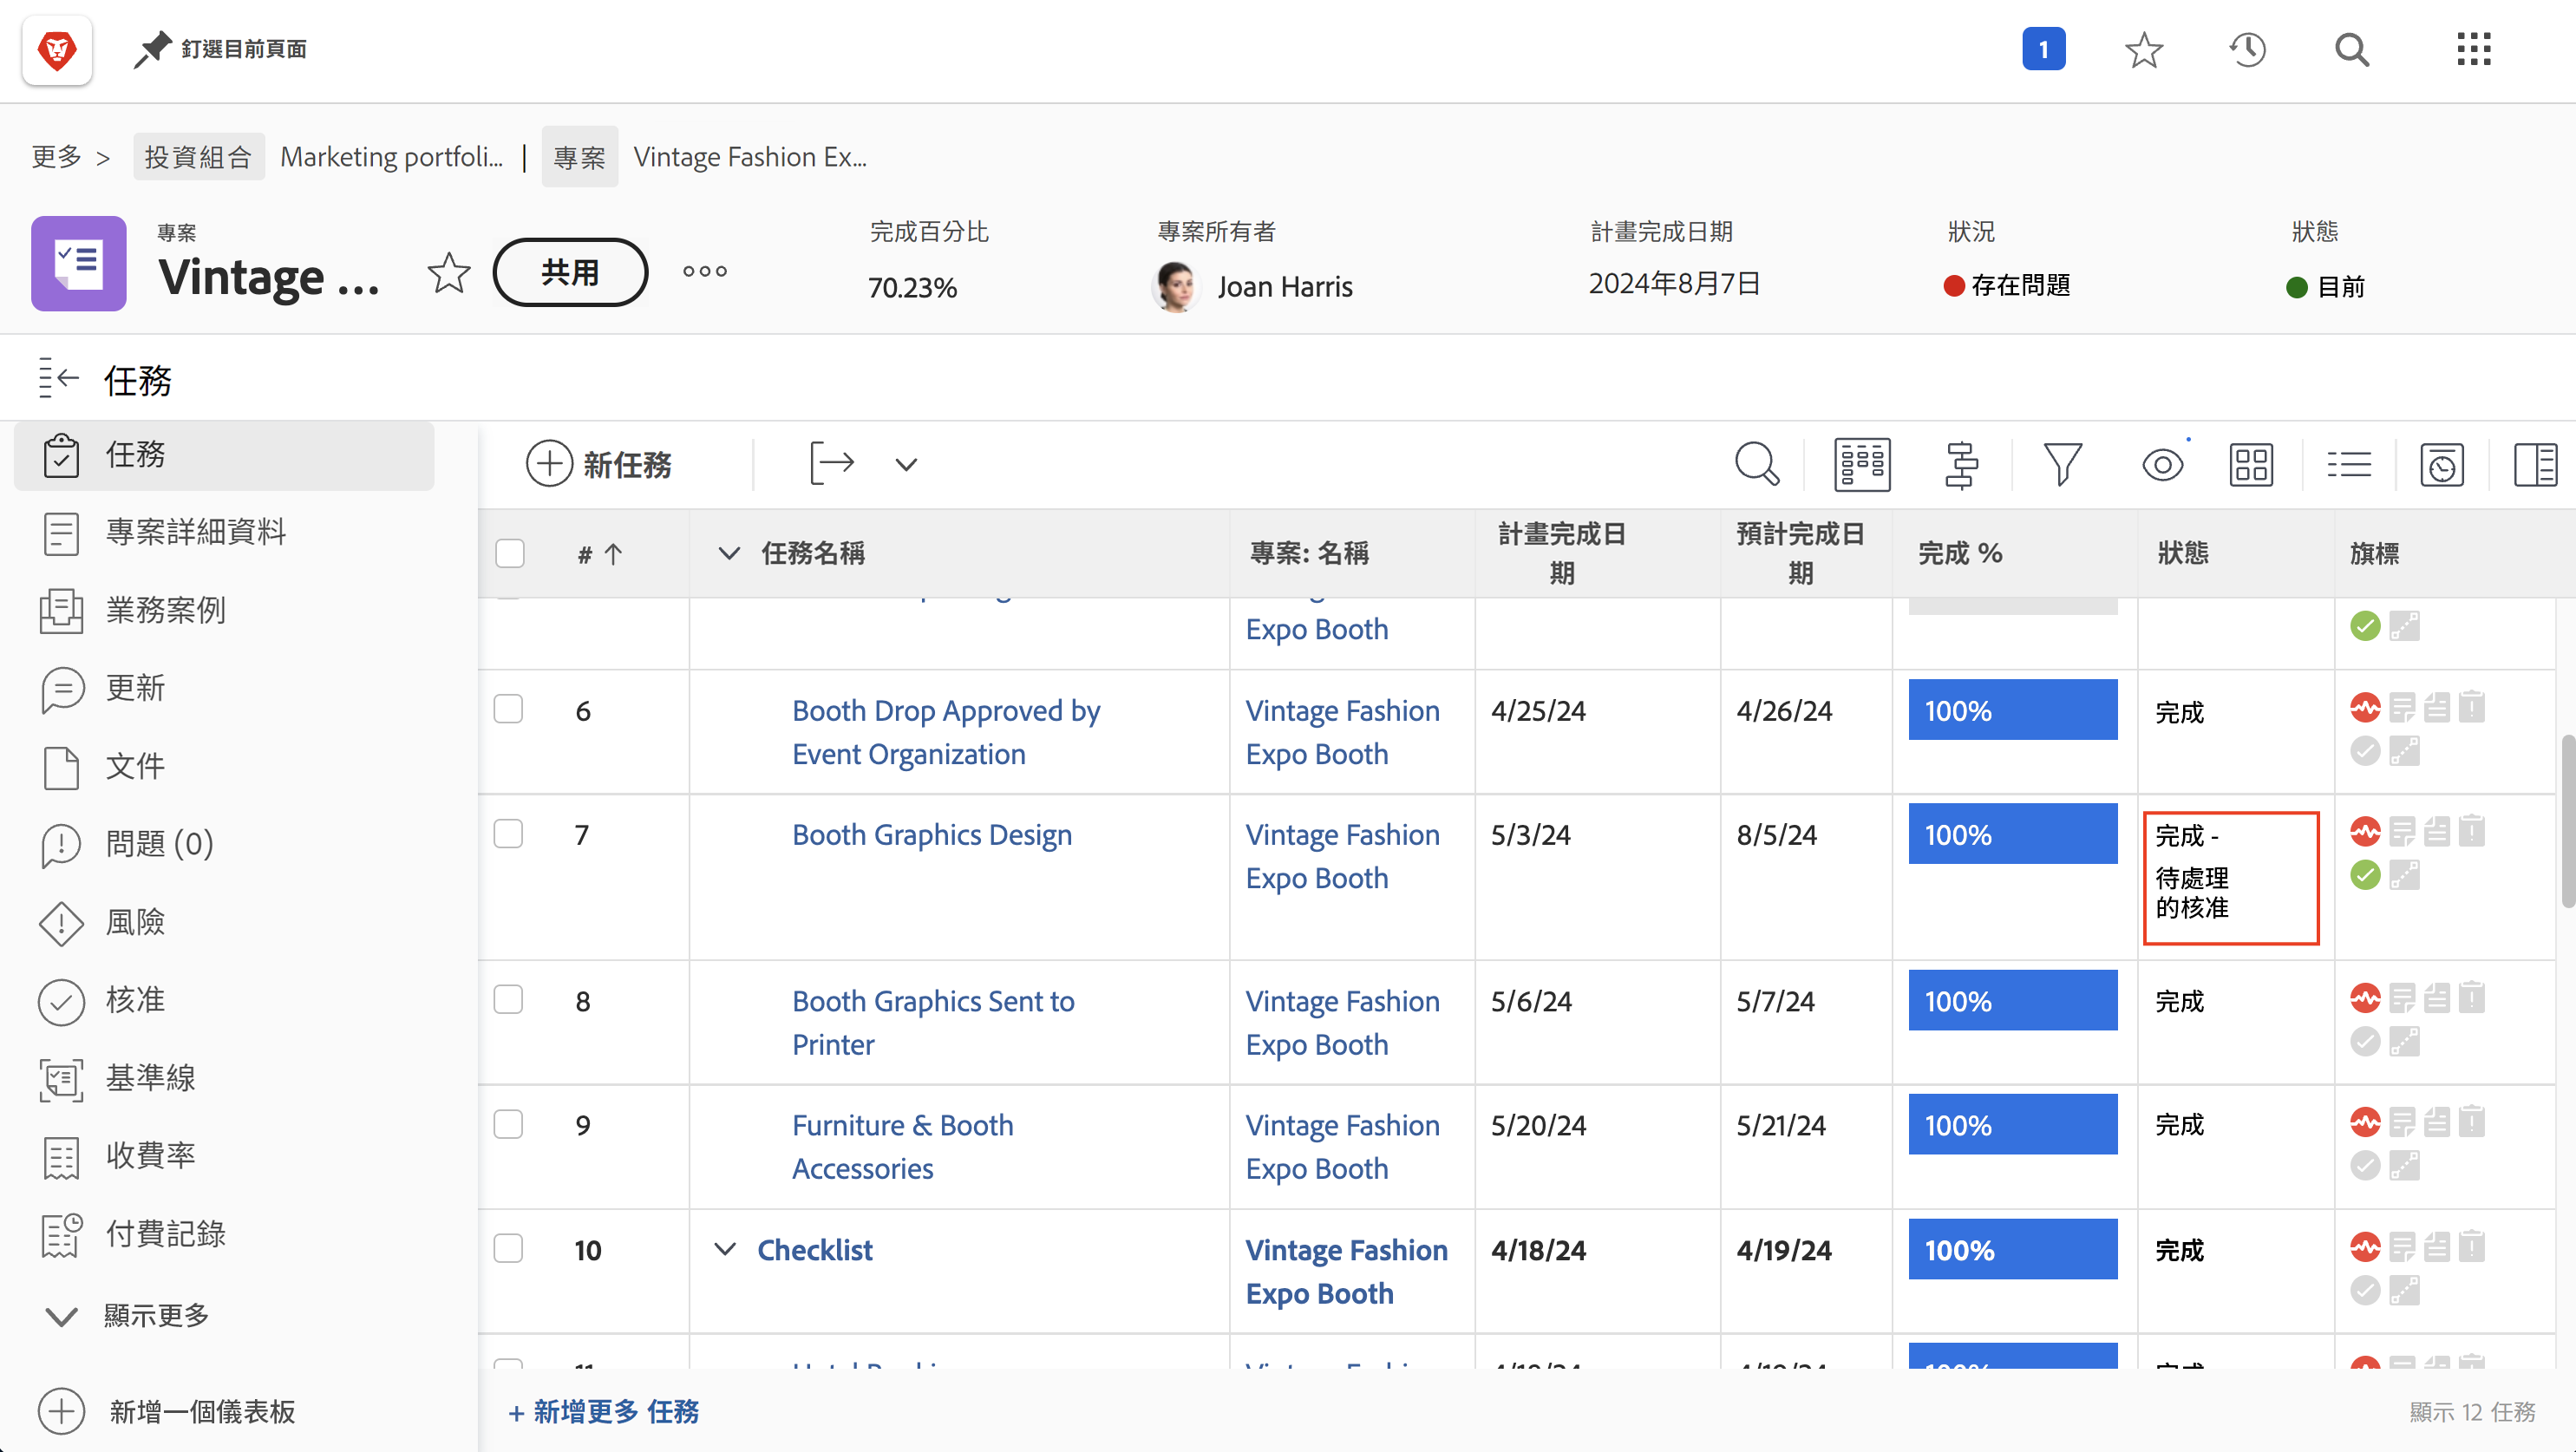 釘選目前頁面
1
更多 > 投資組合 Marketing portfoli... | 專案 Vintage Fashion Ex...
專案
Vintage ...
共用
完成百分比
70.23%
專案所有者
Joan Harris
計畫完成日期
2024年8月7日
狀況
存在問題
狀態
目前
任務
任務
專案詳細資料
業務案例
更新
文件
問題 (0)
風險
核准
基準線
收費率
付費記錄
顯示更多
新增一個儀表板
新任務
# 任務名稱 專案: 名稱 計畫完成日期 預計完成日期 完成 % 狀態 旗標
Expo Booth
6 Booth Drop Approved by Event Organization Vintage Fashion Expo Booth 4/25/24 4/26/24 100% 完成
7 Booth Graphics Design Vintage Fashion Expo Booth 5/3/24 8/5/24 100% 完成 - 待處理的核准
8 Booth Graphics Sent to Printer Vintage Fashion Expo Booth 5/6/24 5/7/24 100% 完成
9 Furniture & Booth Accessories Vintage Fashion Expo Booth 5/20/24 5/21/24 100% 完成
10 Checklist Vintage Fashion Expo Booth 4/18/24 4/19/24 100% 完成
+ 新增更多 任務
顯示 12 任務